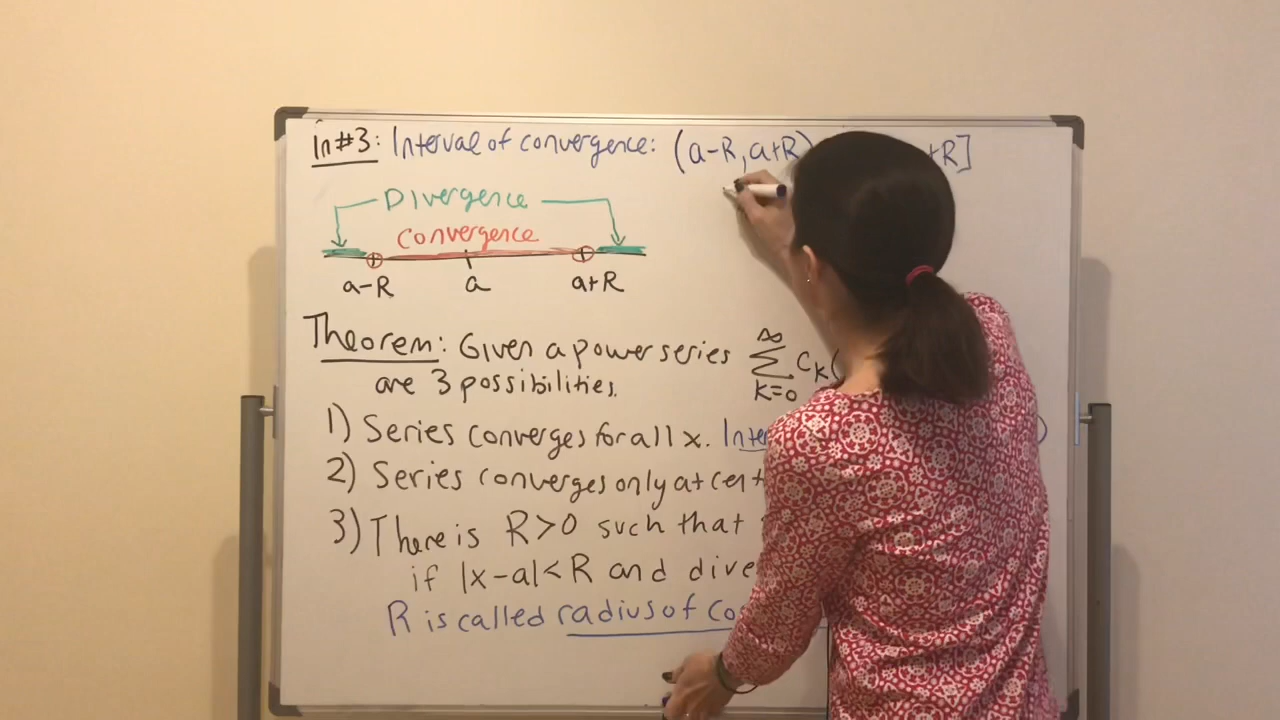 In #3: Interval of convergence: (a-R, a+R) +R]
Divergence
Convergence
a-R a a+R
Theorem: Given a power series ∞ Σ k=0 Ck(
are 3 possibilities.
1) Series converges for all x. Inter )
2) Series converges only at cent
3) There is R>0 such that
if |x-a|<R and dive
R is called radius of co